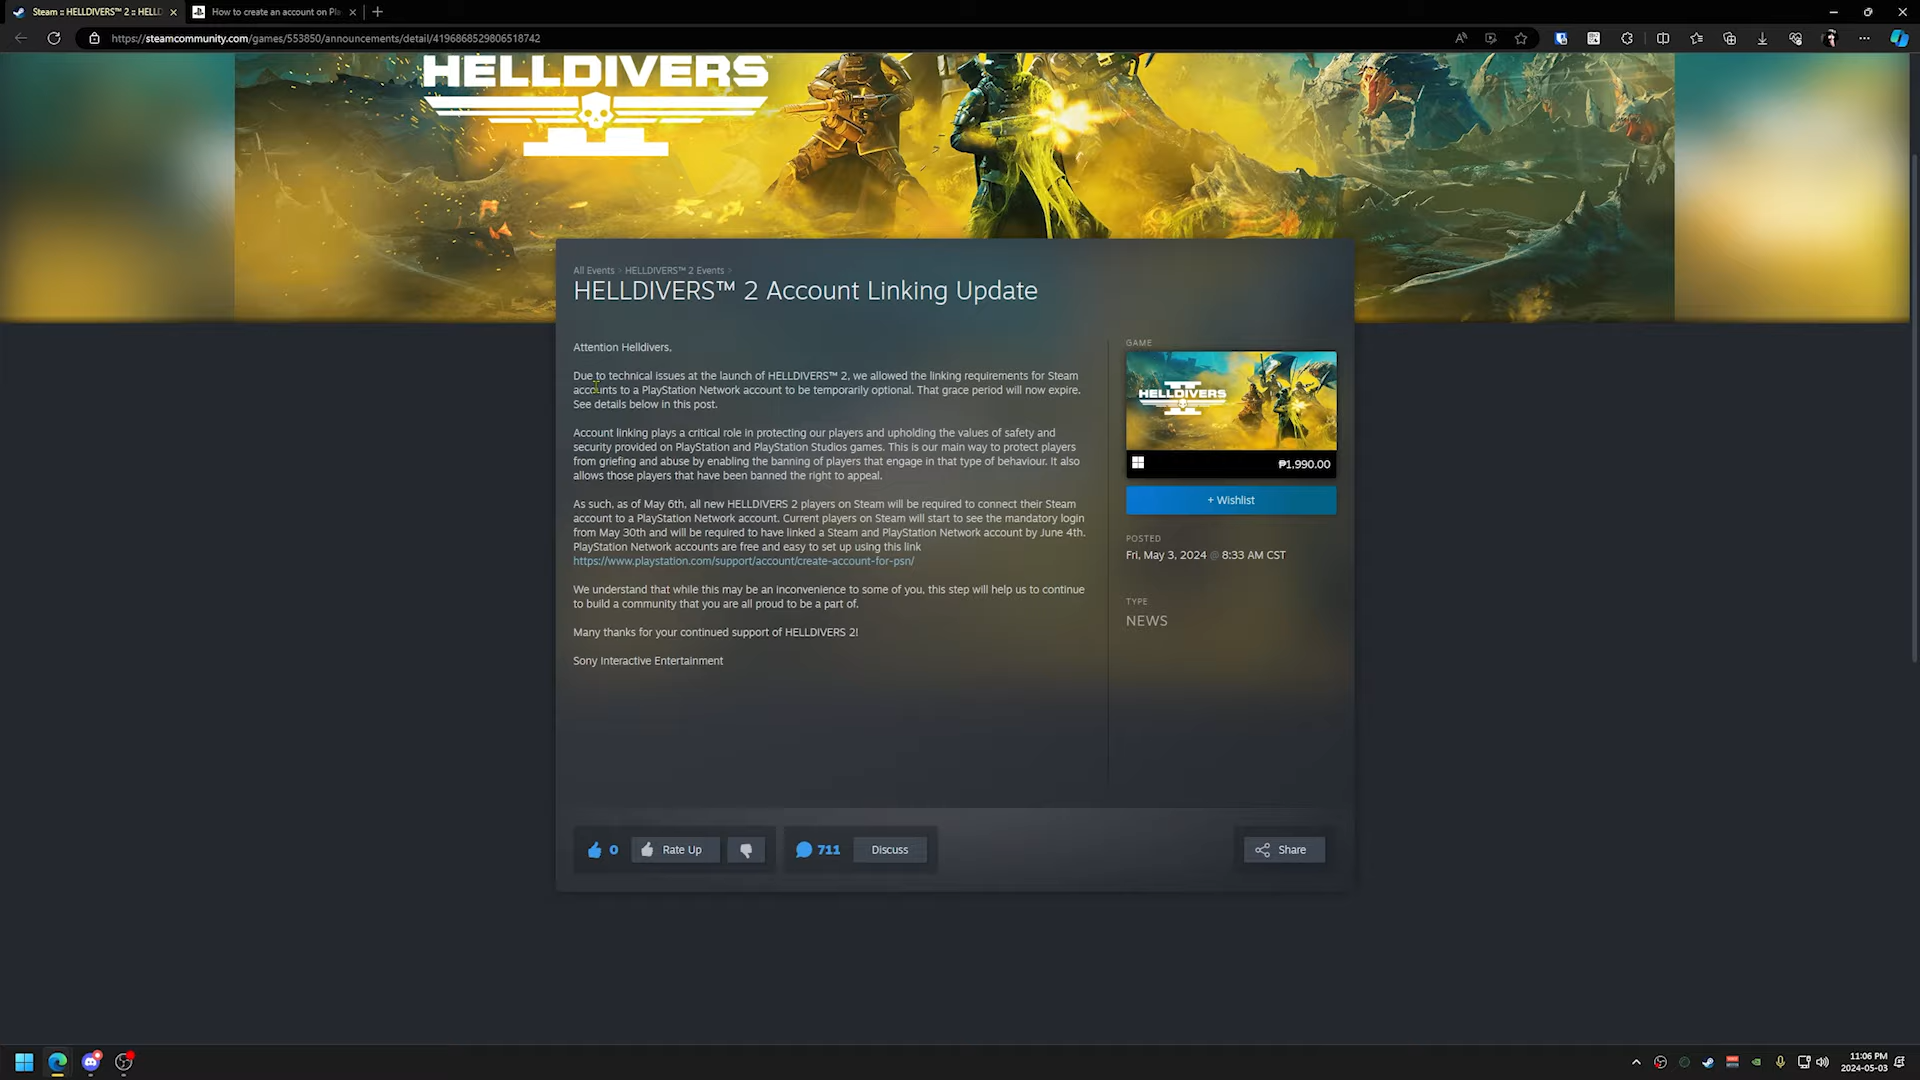 Steam :: HELLDIVERS™ 2 :: HELLD
How to create an account on Pla
https://steamcommunity.com/games/553850/announcements/detail/4196868529806518742
HELLDIVERS
All Events > HELLDIVERS™ 2 Events >
HELLDIVERS™ 2 Account Linking Update
Attention Helldivers,
Due to technical issues at the launch of HELLDIVERS™ 2, we allowed the linking requirements for Steam
accounts to a PlayStation Network account to be temporarily optional. That grace period will now expire.
See details below in this post.
Account linking plays a critical role in protecting our players and upholding the values of safety and
security provided on PlayStation and PlayStation Studios games. This is our main way to protect players
from griefing and abuse by enabling the banning of players that engage in that type of behaviour. It also
allows those players that have been banned the right to appeal.
As such, as of May 6th, all new HELLDIVERS 2 players on Steam will be required to connect their Steam
account to a PlayStation Network account. Current players on Steam will start to see the mandatory login
from May 30th and will be required to have linked a Steam and PlayStation Network account by June 4th.
PlayStation Network accounts are free and easy to set up using this link
https://www.playstation.com/support/account/create-account-for-psn/
We understand that while this may be an inconvenience to some of you, this step will help us to continue
to build a community that you are all proud to be a part of.
Many thanks for your continued support of HELLDIVERS 2!
Sony Interactive Entertainment
GAME
HELLDIVERS
₱1,990.00
+ Wishlist
POSTED
Fri, May 3, 2024 @ 8:33 AM CST
TYPE
NEWS
0
Rate Up
711
Discuss
Share
11:06 PM
2024-05-03